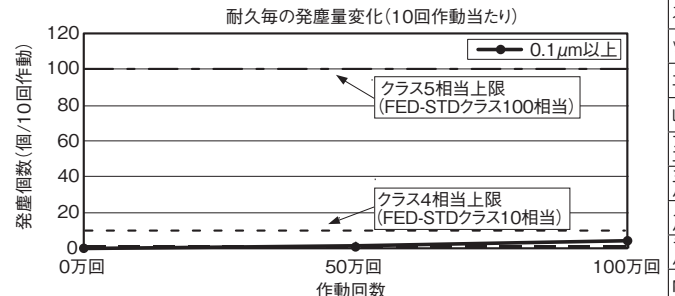 耐久毎の発塵量変化(10回作動当たり)
発塵個数(個/10回作動)
120
100
80
60
40
20
0
0.1μm以上
クラス5相当上限
(FED-STDクラス100相当)
クラス4相当上限
(FED-STDクラス10相当)
0万回
50万回
100万回
作動回数